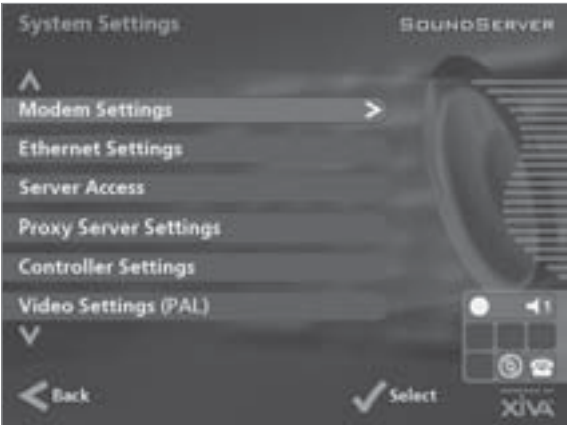 System Settings
SOUNDSERVER
Modem Settings >
Ethernet Settings
Server Access
Proxy Server Settings
Controller Settings
Video Settings (PAL)
1
Back
Select
XiVA